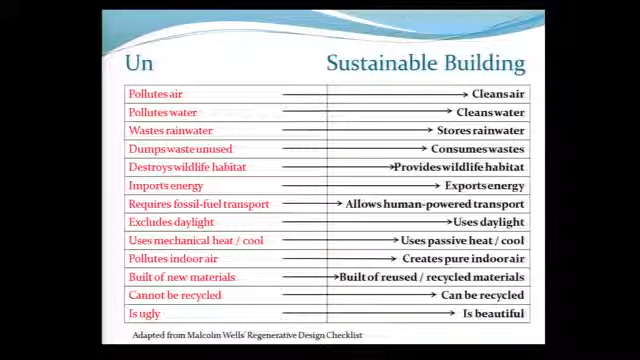 Un Sustainable Building
Pollutes air Cleans air
Pollutes water Cleans water
Wastes rainwater Stores rainwater
Dumps waste unused Consumes wastes
Destroys wildlife habitat Provides wildlife habitat
Imports energy Exports energy
Requires fossil-fuel transport Allows human-powered transport
Excludes daylight Uses daylight
Uses mechanical heat / cool Uses passive heat / cool
Pollutes indoor air Creates pure indoor air
Built of new materials Built of reused / recycled materials
Cannot be recycled Can be recycled
Is ugly Is beautiful
Adapted from Malcolm Wells' Regenerative Design Checklist